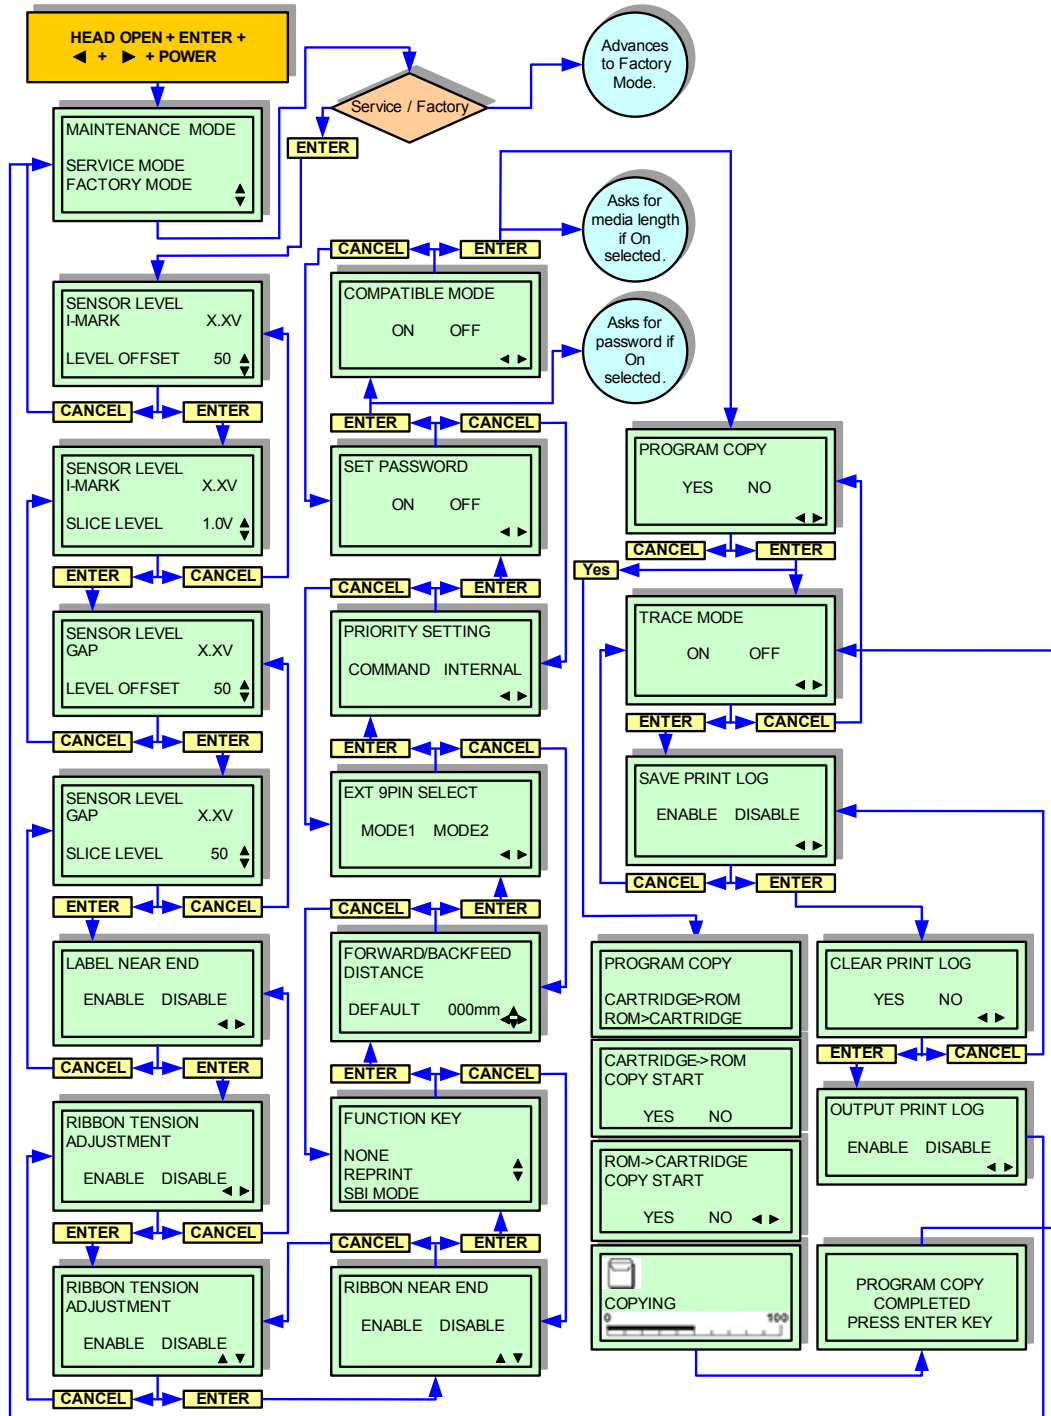 HEAD OPEN + ENTER +
◄ + ► + POWER
MAINTENANCE MODE
SERVICE MODE
FACTORY MODE
Service / Factory
ENTER
Advances
to Factory
Mode.
SENSOR LEVEL
I-MARK X.XV
LEVEL OFFSET 50
CANCEL ENTER
SENSOR LEVEL
I-MARK X.XV
SLICE LEVEL 1.0V
ENTER CANCEL
SENSOR LEVEL
GAP X.XV
LEVEL OFFSET 50
CANCEL ENTER
SENSOR LEVEL
GAP X.XV
SLICE LEVEL 50
ENTER CANCEL
LABEL NEAR END
ENABLE DISABLE
CANCEL ENTER
RIBBON TENSION
ADJUSTMENT
ENABLE DISABLE
ENTER CANCEL
RIBBON TENSION
ADJUSTMENT
ENABLE DISABLE
CANCEL ENTER
CANCEL ENTER
COMPATIBLE MODE
ON OFF
ENTER CANCEL
SET PASSWORD
ON OFF
CANCEL ENTER
PRIORITY SETTING
COMMAND INTERNAL
ENTER CANCEL
EXT 9PIN SELECT
MODE1 MODE2
CANCEL ENTER
FORWARD/BACKFEED
DISTANCE
DEFAULT 000mm
ENTER CANCEL
FUNCTION KEY
NONE
REPRINT
SBI MODE
CANCEL ENTER
RIBBON NEAR END
ENABLE DISABLE
Asks for
media length
if On
selected.
Asks for
password if
On
selected.
PROGRAM COPY
YES NO
CANCEL ENTER
Yes
TRACE MODE
ON OFF
ENTER CANCEL
SAVE PRINT LOG
ENABLE DISABLE
CANCEL ENTER
PROGRAM COPY
CARTRIDGE>ROM
ROM>CARTRIDGE
CARTRIDGE->ROM
COPY START
YES NO
ROM->CARTRIDGE
COPY START
YES NO
COPYING
0 100
CLEAR PRINT LOG
YES NO
ENTER CANCEL
OUTPUT PRINT LOG
ENABLE DISABLE
PROGRAM COPY
COMPLETED
PRESS ENTER KEY